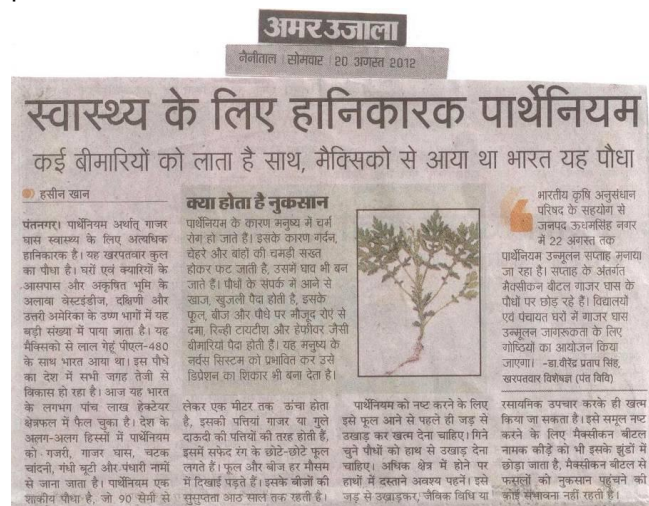 अमर उजाला
नैनीताल | सोमवार | 20 अगस्त 2012
स्वास्थ्य के लिए हानिकारक पार्थेनियम
कई बीमारियों को लाता है साथ, मैक्सिको से आया था भारत यह पौधा
हसीन खान
पंतनगर। पार्थेनियम अर्थात् गाजर
घास स्वास्थ्य के लिए अत्यधिक
हानिकारक है। यह खरपतवार कुल
का पौधा है। घरों एवं क्यारियों के
आसपास और अकृषित भूमि के
अलावा वेस्टइंडीज, दक्षिणी और
उत्तरी अमेरिका के उष्ण भागों में यह
बड़ी संख्या में पाया जाता है। यह
मैक्सिको से लाल गेहूं पीएल-480
के साथ भारत आया था। इस पौधे
का देश में सभी जगह तेजी से
विकास हो रहा है। आज यह भारत
के लगभग पांच लाख हेक्टेयर
क्षेत्रफल में फैल चुका है। देश के
अलग-अलग हिस्सों में पार्थेनियम
को गजरी, गाजर घास, चटक
चांदनी, गंधी बूटी और पंधारी नामों
से जाना जाता है। पार्थेनियम एक
शाकीय पौधा है, जो 90 सेमी से
क्या होता है नुकसान
पार्थेनियम के कारण मनुष्य में चर्म
रोग हो जाते हैं। इसके कारण गर्दन,
चेहरे और बांहों की चमड़ी सख्त
होकर फट जाती है, उसमें घाव भी बन
जाते हैं। पौधों के संपर्क में आने से
खाज, खुजली पैदा होती है, इसके
फूल, बीज और पौधे पर मौजूद रोएं से
दमा, रिन्ही टायटीण और हेफीवर जैसी
बीमारियां पैदा होती हैं। यह मनुष्य के
नर्वस सिस्टम को प्रभावित कर उसे
डिप्रेशन का शिकार भी बना देता है।
लेकर एक मीटर तक ऊंचा होता
है, इसकी पत्तियां गाजर या गुले
दाऊदी की पत्तियों की तरह होती हैं,
इसमें सफेद रंग के छोटे-छोटे फूल
लगते हैं। फूल और बीज हर मौसम
में दिखाई पड़ते हैं। इसके बीजों की
सुसुप्तता आठ साल तक रहती है।
पार्थेनियम को नष्ट करने के लिए
इसे फूल आने से पहले ही जड़ से
उखाड़ कर खत्म देना चाहिए। गिने
चुने पौधों को हाथ से उखाड़ देना
चाहिए। अधिक क्षेत्र में होने पर
हाथों में दस्ताने अवश्य पहनें। इसे
जड़ से उखाड़कर, जैविक विधि या
भारतीय कृषि अनुसंधान
परिषद के सहयोग से
जनपद ऊधमसिंह नगर
में 22 अगस्त तक
पार्थेनियम उन्मूलन सप्ताह मनाया
जा रहा है। सप्ताह के अंतर्गत
मैक्सीकन बीटल गाजर घास के
पौधों पर छोड़ रहे हैं। विद्यालयों
एवं पंचायत घरों में गाजर घास
उन्मूलन जागरूकता के लिए
गोष्ठियों का आयोजन किया
जाएगा। -डा.वीरेंद्र प्रताप सिंह,
खरपतवार विशेषज्ञ (पंत विवि)
रसायनिक उपचार करके ही खत्म
किया जा सकता है। इसे समूल नष्ट
करने के लिए मैक्सीकन बीटल
नामक कीड़े को भी इसके झुंडों में
छोड़ा जाता है, मैक्सीकन बीटल से
फसलों को नुकसान पहुंचने की
कोई संभावना नहीं रहती है।